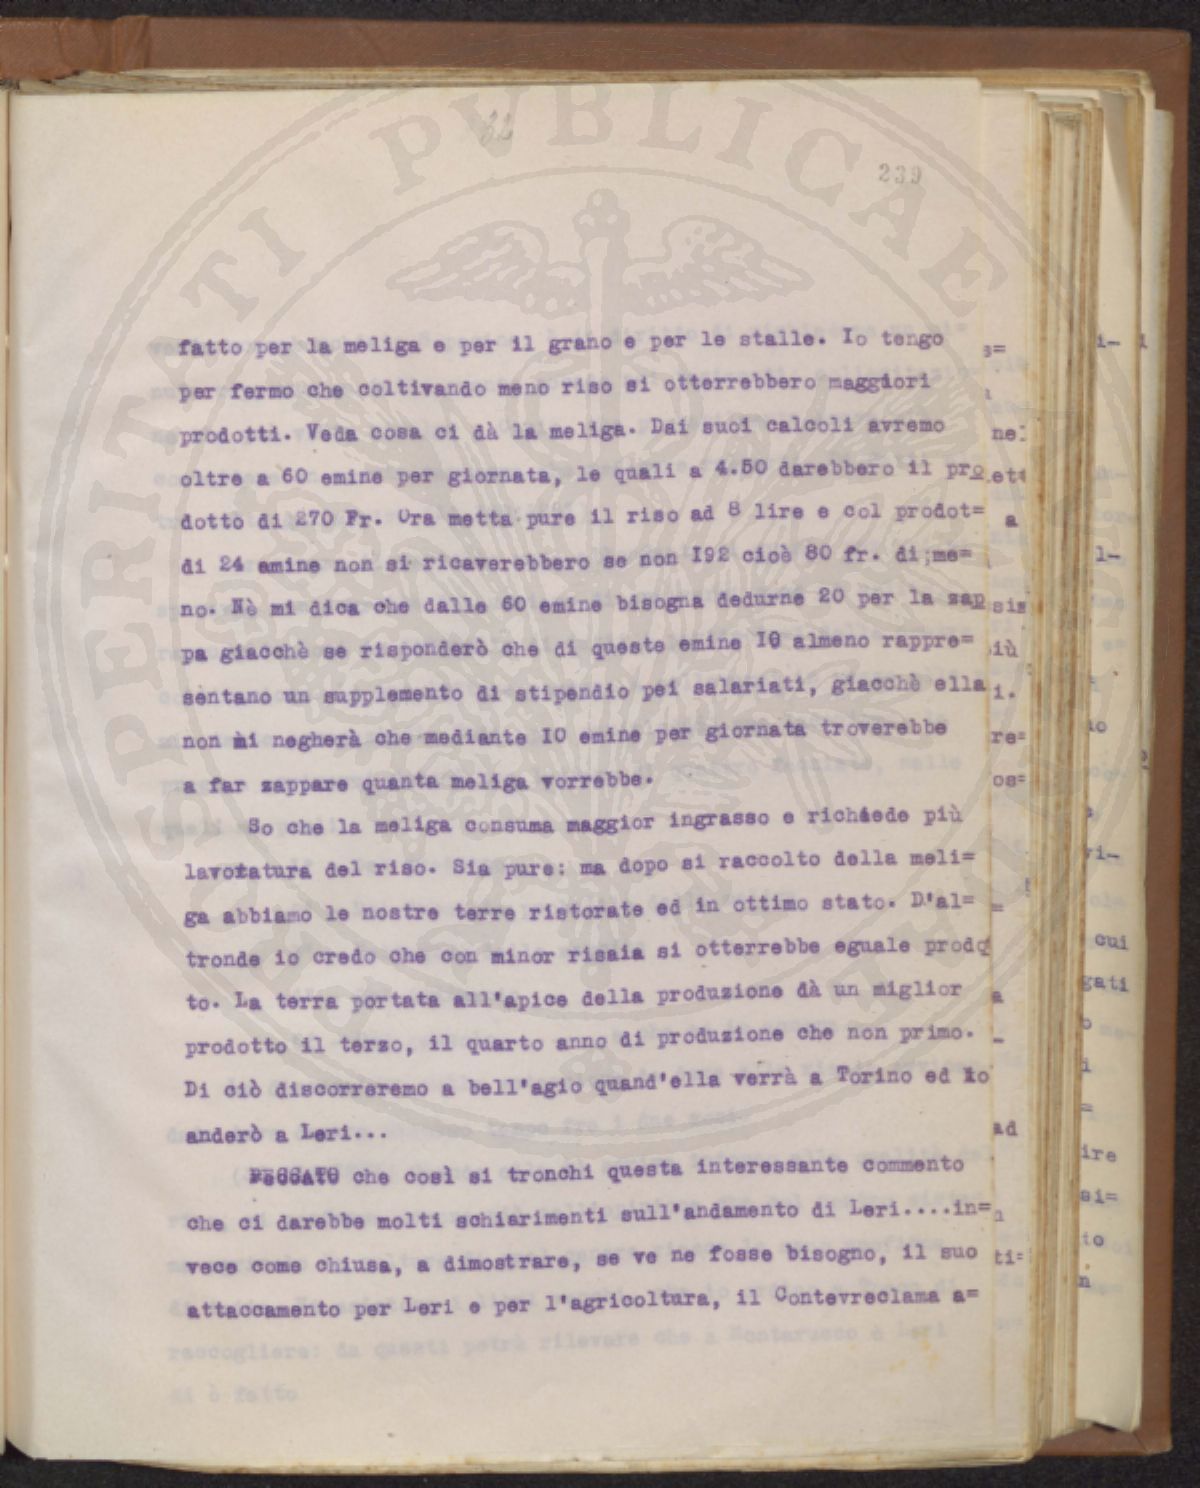 32
239
fatto per la meliga e per il grano e per le stalle. Io tengo
per fermo che coltivando meno riso si otterrebbero maggiori
prodotti. Veda cosa ci dà la meliga. Dai suoi calcoli avremo
oltre a 60 emine per giornata, le quali a 4.50 darebbero il pro
dotto di 270 Fr. Ora metta pure il riso ad 8 lire e col prodot=
di 24 emine non si ricaverebbero se non I92 cioè 80 fr. di;me=
no. Nè mi dica che dalle 60 emine bisogna dedurne 20 per la zap
pa giacchè se risponderò che di queste emine I0 almeno rappre=
sentano un supplemento di stipendio pei salariati, giacchè ella
non mi negherà che mediante IO emine per giornata troverebbe
a far zappare quanta meliga vorrebbe.
So che la meliga consuma maggior ingrasso e richiede più
lavoratura del riso. Sia pure: ma dopo si raccolto della meli=
ga abbiamo le nostre terre ristorate ed in ottimo stato. D'al=
tronde io credo che con minor risaia si otterrebbe eguale prodo
to. La terra portata all'apice della produzione dà un miglior
prodotto il terzo, il quarto anno di produzione che non primo.
Di ciò discorreremo a bell'agio quand'ella verrà a Torino ed io
anderò a Leri...
PECCATO che così si tronchi questa interessante commento
che ci darebbe molti schiarimenti sull'andamento di Leri....in=
vece come chiusa, a dimostrare, se ve ne fosse bisogno, il suo
attaccamento per Leri e per l'agricoltura, il Contevreclama a=